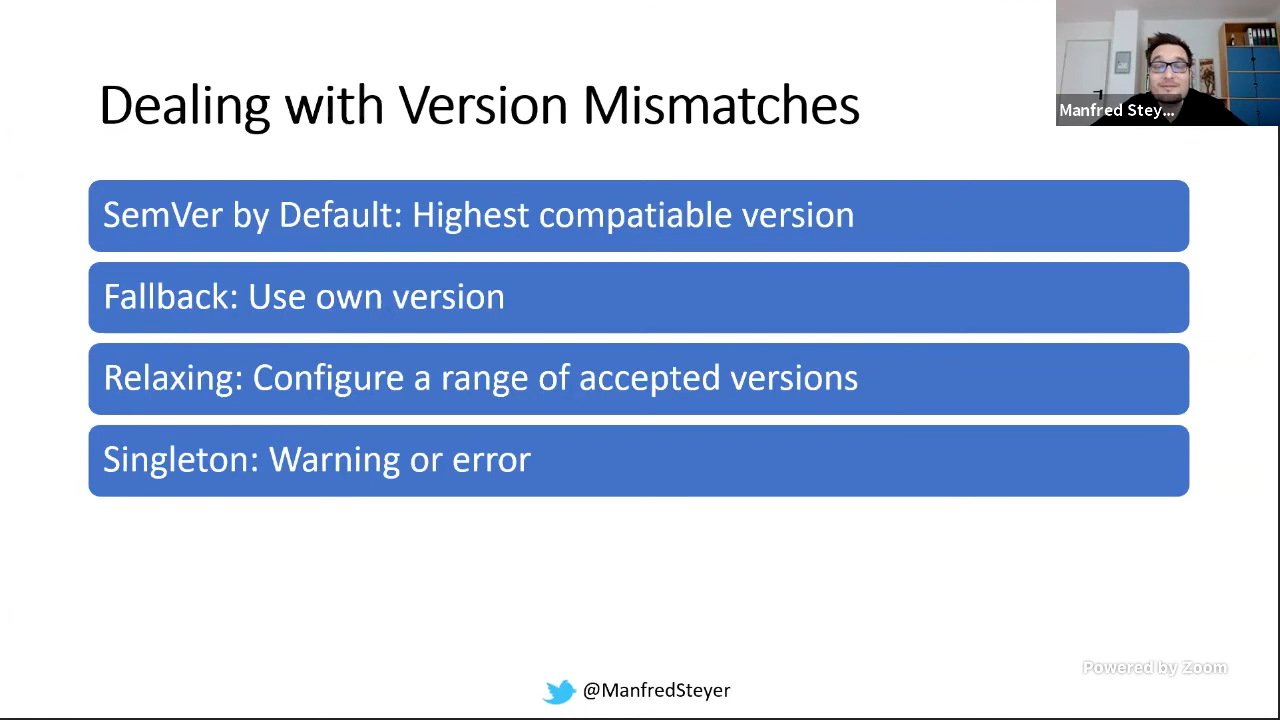 Dealing with Version Mismatches
Manfred Stey...
SemVer by Default: Highest compatiable version
Fallback: Use own version
Relaxing: Configure a range of accepted versions
Singleton: Warning or error
Powered by Zoom
@ManfredSteyer